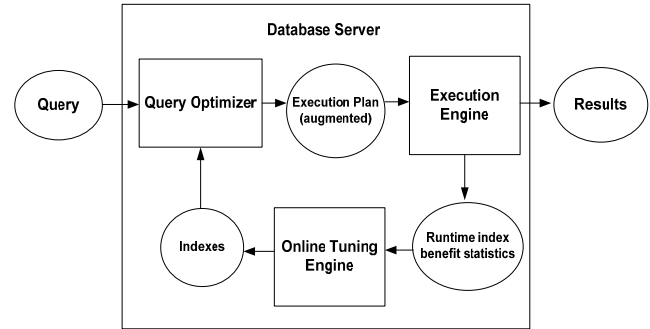 Database Server
Query
Query Optimizer
Execution Plan
(augmented)
Execution
Engine
Results
Indexes
Online Tuning
Engine
Runtime index
benefit statistics